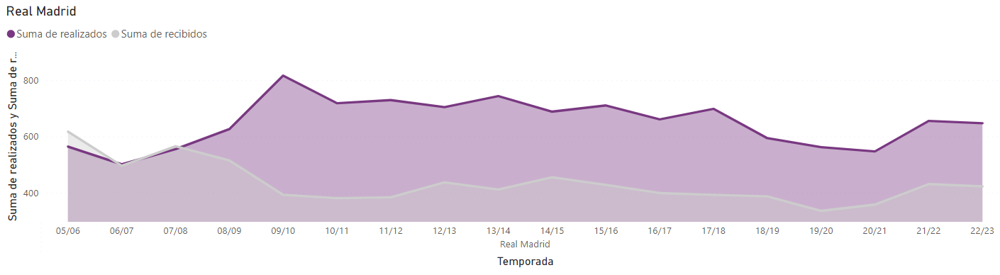 Real Madrid
Suma de realizados Suma de recibidos
Suma de realizados y Suma de r...
800
600
400
05/06 06/07 07/08 08/09 09/10 10/11 11/12 12/13 13/14 14/15 15/16 16/17 17/18 18/19 19/20 20/21 21/22 22/23
Real Madrid
Temporada